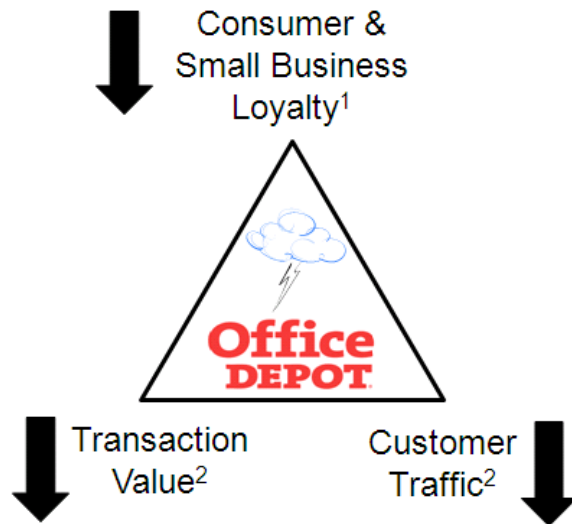 Consumer &
Small Business
Loyalty¹
Office
DEPOT
Transaction
Value²
Customer
Traffic²